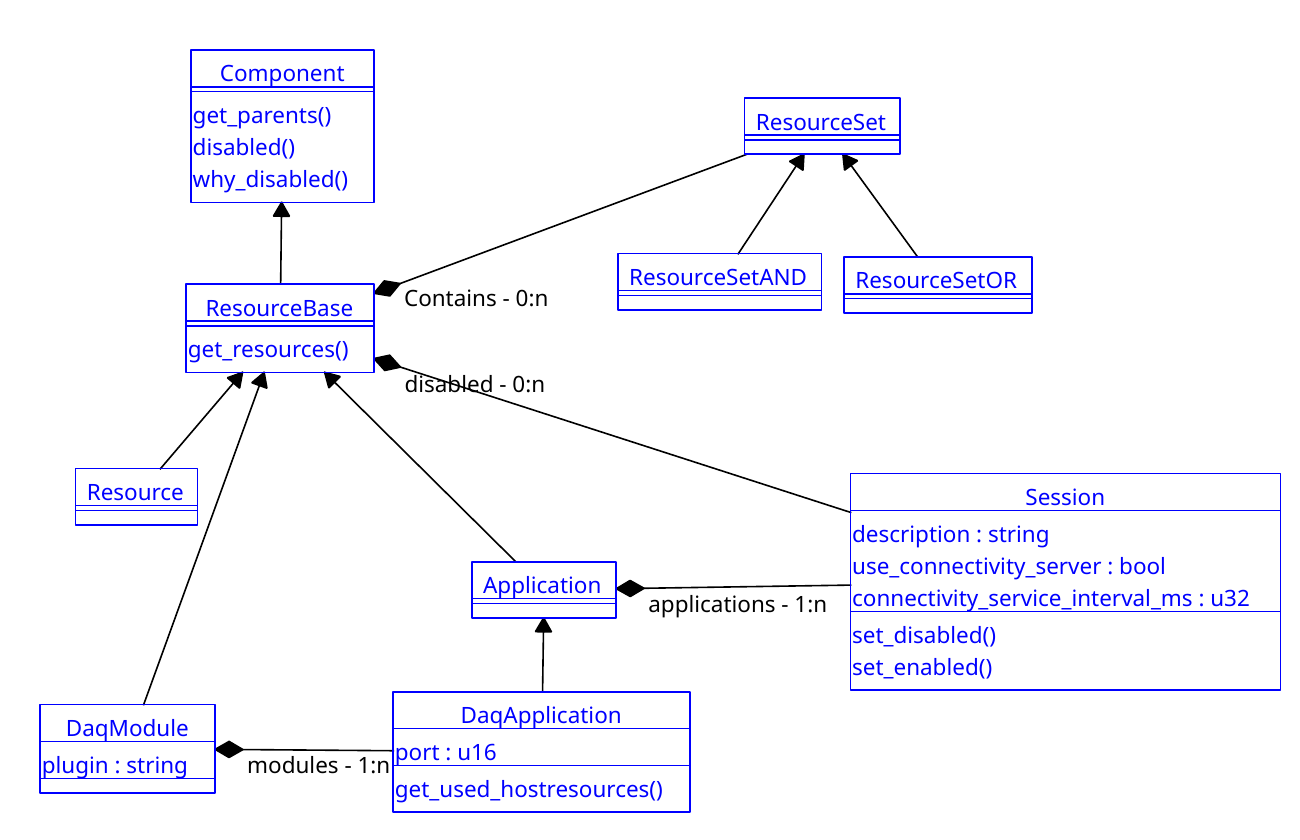 Component
get_parents()
disabled()
why_disabled()
ResourceSet
ResourceSetAND
ResourceSetOR
ResourceBase
get_resources()
Contains - 0:n
disabled - 0:n
Resource
Session
description : string
use_connectivity_server : bool
connectivity_service_interval_ms : u32
set_disabled()
set_enabled()
Application
applications - 1:n
DaqModule
plugin : string
modules - 1:n
DaqApplication
port : u16
get_used_hostresources()